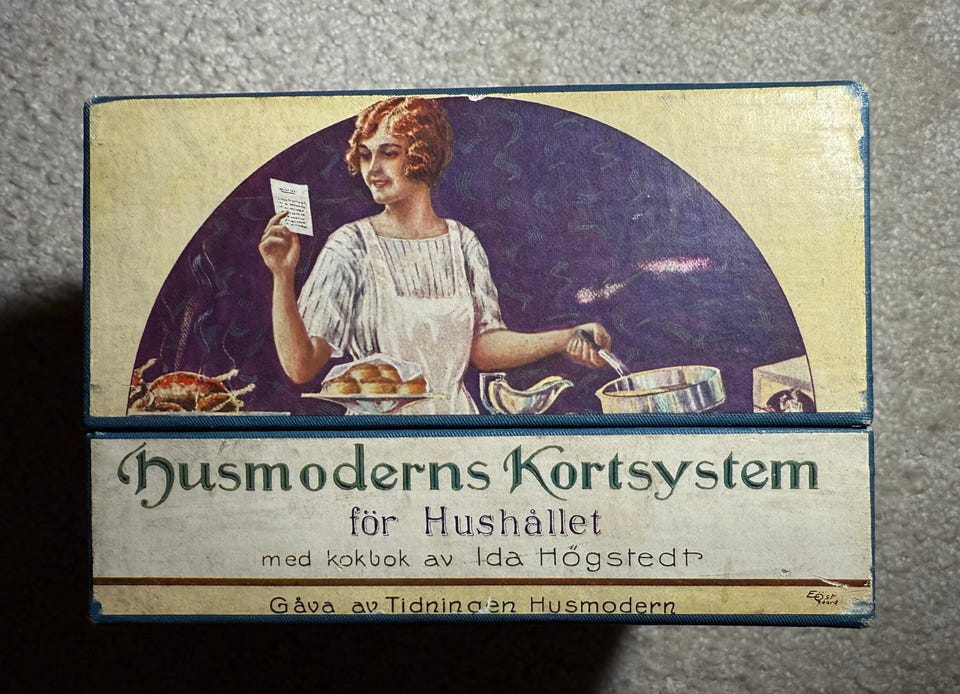 Husmoderns Kortsystem
för Hushållet
med kokbok av Ida Högstedt
Gåva av Tidningen Husmodern